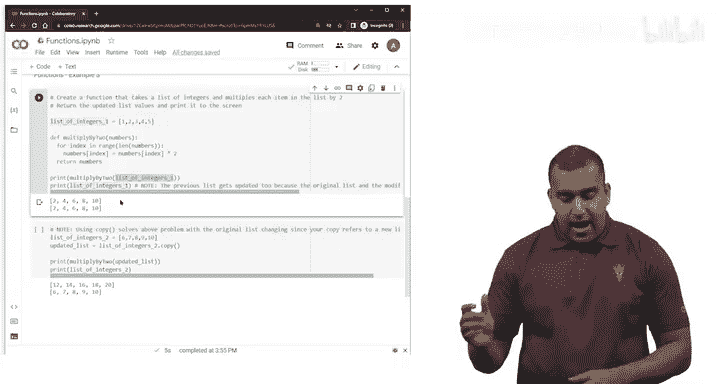 Functions.ipynb - Colaboratory
Incognito
Functions.ipynb
File Edit View Insert Runtime Tools Help All changes saved
Comment Share A
+ Code + Text
RAM Disk Editing
Functions - Example 3
# Create a function that takes a list of integers and multiples each item in the list by 2
# Return the updated list values and print it to the screen
list_of_integers_1 = [1,2,3,4,5]
def multiplyByTwo(numbers):
for index in range(len(numbers)):
numbers[index] = numbers[index] * 2
return numbers
print(multiplyByTwo(list_of_integers_1))
print(list_of_integers_1) # NOTE: The previous list gets updated too because the original list and the modif
[2, 4, 6, 8, 10]
[2, 4, 6, 8, 10]
[ ] # NOTE: Using copy() solves above problem with the original list changing since your copy refers to a new li
list_of_integers_2 = [6,7,8,9,10]
updated_list = list_of_integers_2.copy()
print(multiplyByTwo(updated_list))
print(list_of_integers_2)
[12, 14, 16, 18, 20]
[6, 7, 8, 9, 10]
completed at 3:55 PM
bilibili